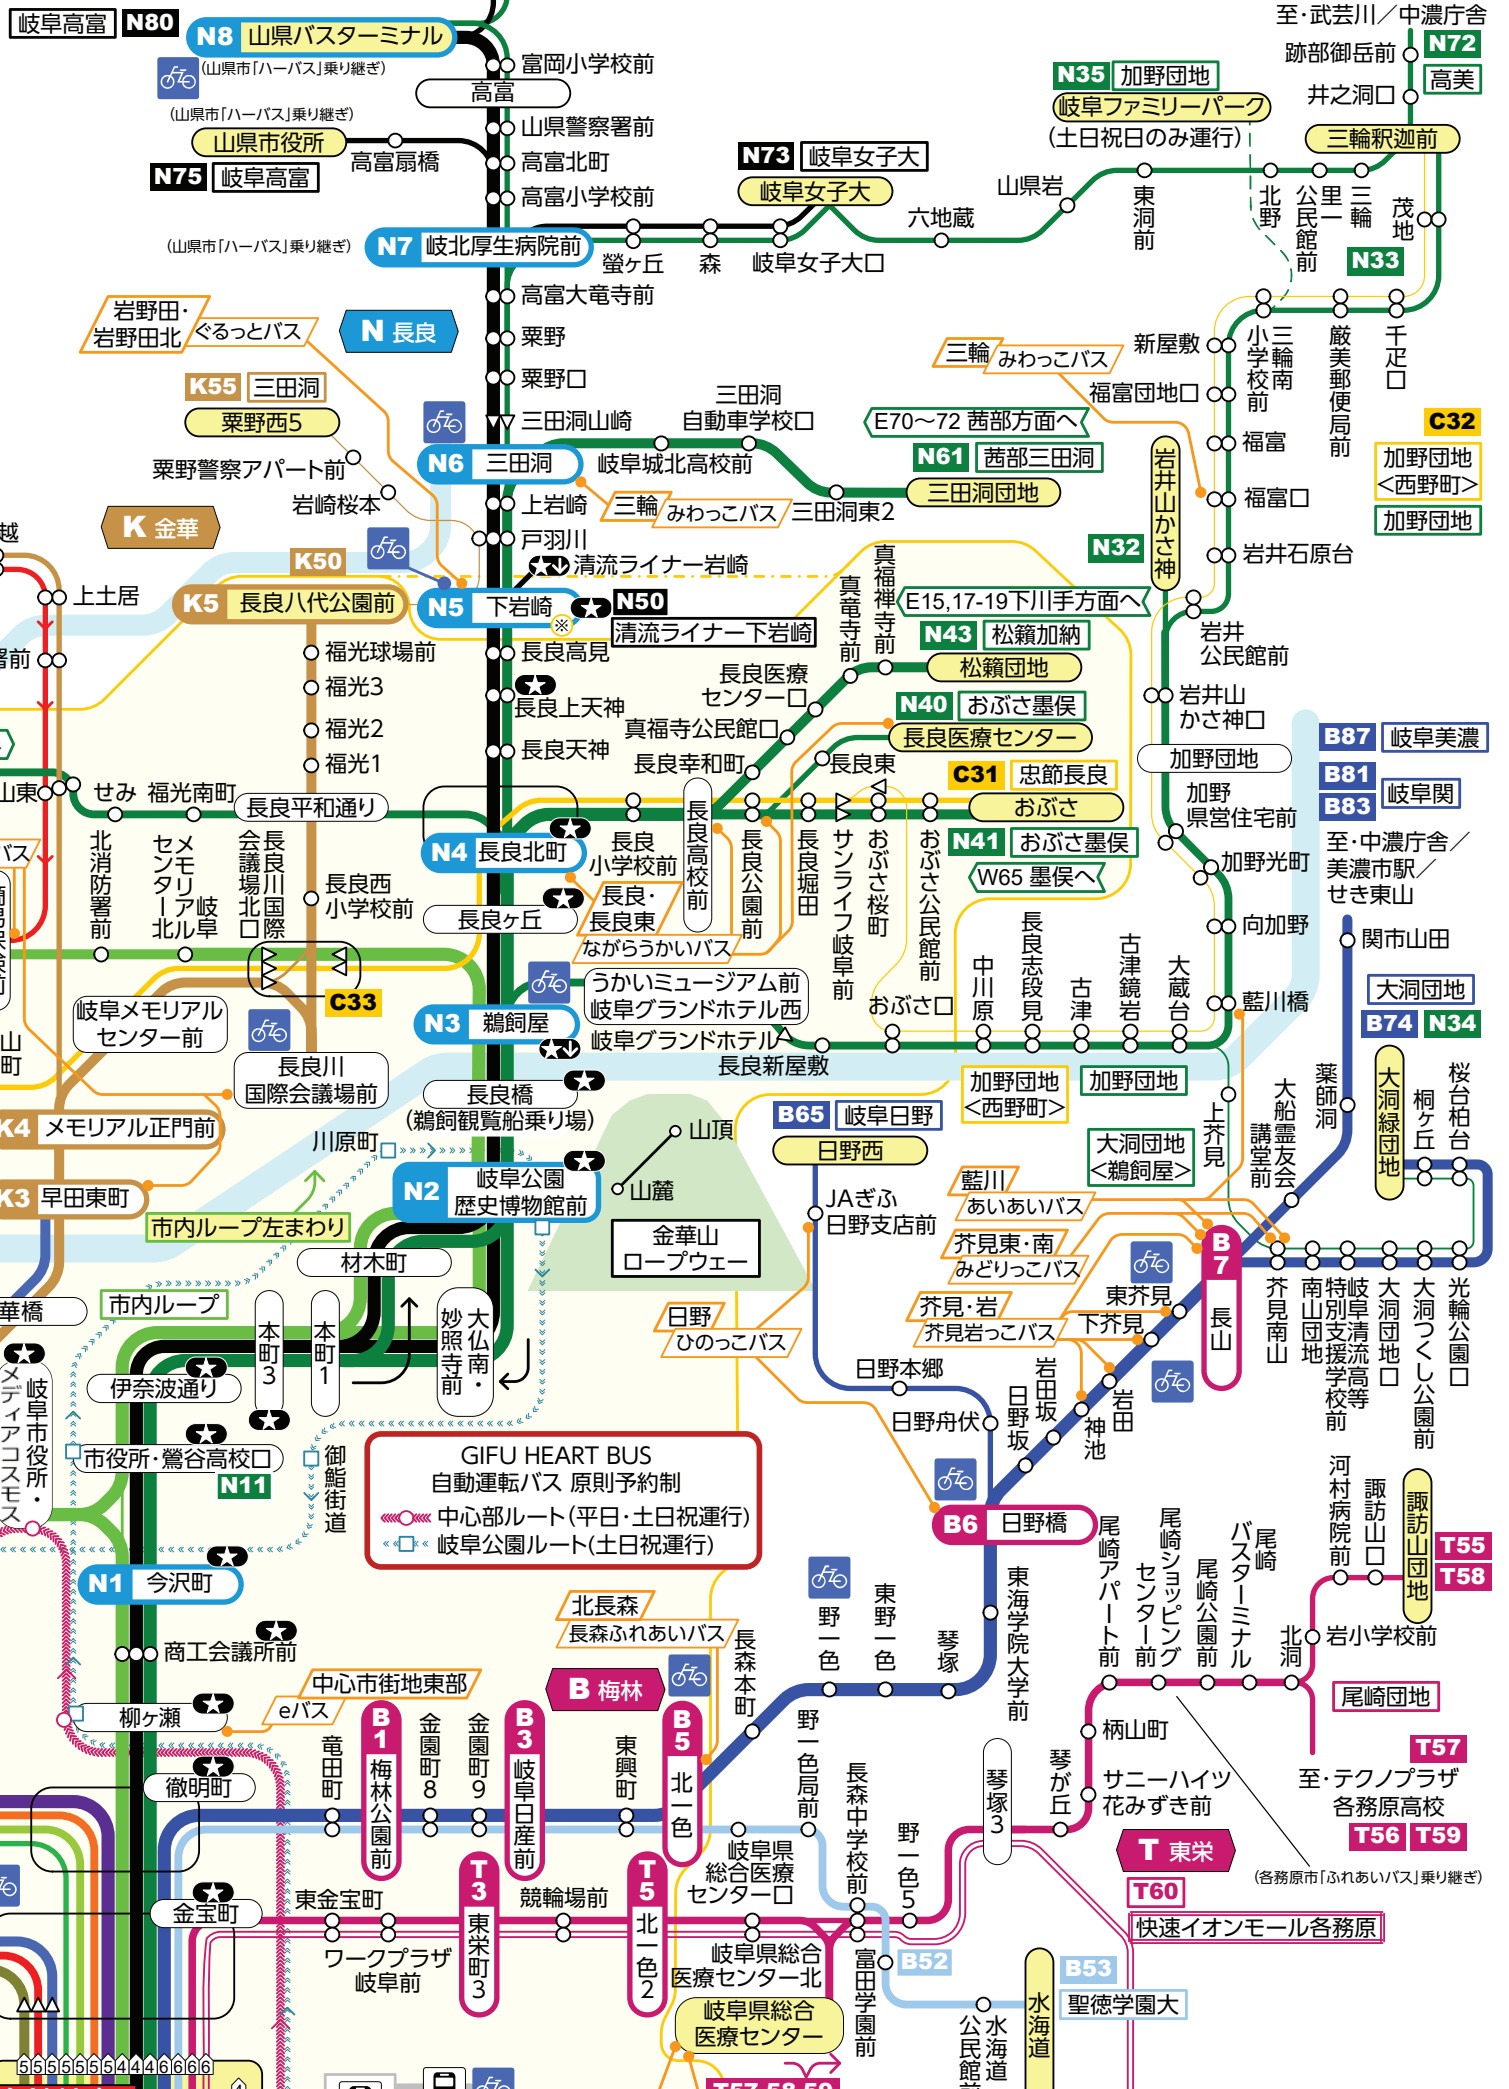 岐阜高富 N80
N8 山県バスターミナル
(山県市「ハーバス」乗り継ぎ)
富岡小学校前
高富
(山県市「ハーバス」乗り継ぎ)
山県市役所
高富扇橋
N75 岐阜高富
山県警察署前
高富北町
高富小学校前
(山県市「ハーバス」乗り継ぎ)
N7 岐北厚生病院前
螢ヶ丘
森
岐阜女子大口
N73 岐阜女子大
岐阜女子大
六地蔵
山県岩
東洞前
北野
公民館前
里一
三輪
茂地
N35 加野団地
岐阜ファミリーパーク
(土日祝日のみ運行)
至・武芸川／中濃庁舎
跡部御岳前
N72
高美
井之洞口
三輪釈迦前
N33
高富大竜寺前
粟野
粟野口
三田洞山崎
岩野田・
岩野田北
ぐるっとバス
N 長良
K55 三田洞
粟野西5
粟野警察アパート前
岩崎桜本
K 金華
N6 三田洞
三田洞
自動車学校口
岐阜城北高校前
三輪
みわっこバス
三田洞東2
E70〜72 茜部方面へ
N61 茜部三田洞
三田洞団地
三輪
みわっこバス
新屋敷
福富団地口
福富
福富口
岩井石原台
小学校前
三輪南
厳美郵便局前
千疋口
C32
加野団地
<西野町>
加野団地
岩井山かさ神
N32
岩井
公民館前
岩井山
かさ神口
加野団地
加野
県営住宅前
加野光町
向加野
藍川橋
上岩崎
戸羽川
清流ライナー岩崎
K50
K5 長良八代公園前
N5 下岩崎
※
N50
清流ライナー下岩崎
越
上土居
署前
福光球場前
福光3
福光2
福光1
長良西
小学校前
長良高見
長良上天神
長良天神
真竜寺前
真福禅寺前
E15,17-19下川手方面へ
N43 松籟加納
松籟団地
長良医療
センター口
真福寺公民館口
長良幸和町
N40 おぶさ墨俣
長良医療センター
長良東
C31 忠節長良
おぶさ
N41 おぶさ墨俣
W65 墨俣へ
山東
せみ
福光南町
長良平和通り
北消防署前
メモリアル
センター北
岐阜
長良川国際
会議場北口
N4 長良北町
長良
小学校前
長良高校前
長良公園前
長良堀田
サンライフ岐阜前
おぶさ桜町
おぶさ公民館前
長良・
長良東
ながらうかいバス
長良ヶ丘
バス
C33
岐阜メモリアル
センター前
長良川
国際会議場前
山
町
N3 鵜飼屋
うかいミュージアム前
岐阜グランドホテル西
岐阜グランドホテル
長良新屋敷
おぶさ口
中川原
長良志段見
古津
古津鏡岩
大蔵台
長良橋
(鵜飼観覧船乗り場)
加野団地
<西野町>
加野団地
B87 岐阜美濃
B81
B83
岐阜関
至・中濃庁舎／
美濃市駅／
せき東山
関市山田
大洞団地
B74 N34
薬師洞
大洞緑団地
桐ヶ丘
桜台柏台
上芥見
大船霊友会
講堂前
大洞団地
<鵜飼屋>
K4 メモリアル正門前
K3 早田東町
川原町
市内ループ左まわり
N2 岐阜公園
歴史博物館前
山頂
山麓
金華山
ロープウェー
B65 岐阜日野
日野西
JAぎふ
日野支店前
藍川
あいあいバス
芥見東・南
みどりっこバス
芥見・岩
芥見岩っこバス
日野
ひのっこバス
B7 長山
東芥見
下芥見
岩田
神池
岩田坂
日野坂
芥見南山
南山団地
岐阜清流高等
特別支援学校前
大洞団地口
大洞つくし公園前
光輪公園口
華橋
市内ループ
材木町
本町3
本町1
大仏南・
妙照寺前
伊奈波通り
岐阜市役所・
メディアコスモス
市役所・鶯谷高校口
N11
御鮨街道
日野本郷
日野舟伏
GIFU HEART BUS
自動運転バス 原則予約制
中心部ルート(平日・土日祝運行)
岐阜公園ルート(土日祝運行)
B6 日野橋
N1 今沢町
商工会議所前
柳ヶ瀬
徹明町
金宝町
中心市街地東部
eバス
北長森
長森ふれあいバス
B 梅林
野一色
東野一色
琴塚
東海学院大学前
長森本町
尾崎アパート前
尾崎ショッピング
センター前
尾崎公園前
尾崎
バスターミナル
北洞
河村病院前
諏訪山口
諏訪山団地
T55
T58
岩小学校前
尾崎団地
柄山町
サニーハイツ
花みずき前
琴が丘
琴塚3
T57
至・テクノプラザ
各務原高校
T56 T59
(各務原市「ふれあいバス」乗り継ぎ)
T 東栄
T60
快速イオンモール各務原
竜田町
B1 梅林公園前
金園町8
金園町9
B3 岐阜日産前
東興町
B5 北一色
野一色局前
長森中学校前
野一色5
岐阜県
総合医療
センター口
東金宝町
ワークプラザ
岐阜前
T3 東栄町3
競輪場前
T5 北一色2
岐阜県総合
医療センター北
岐阜県総合
医療センター
富田学園前
B52
B53
聖徳学園大
水海道
水海道
公民館前
5 5 5 5 5 5 5 4 4 4 6 6 6 6